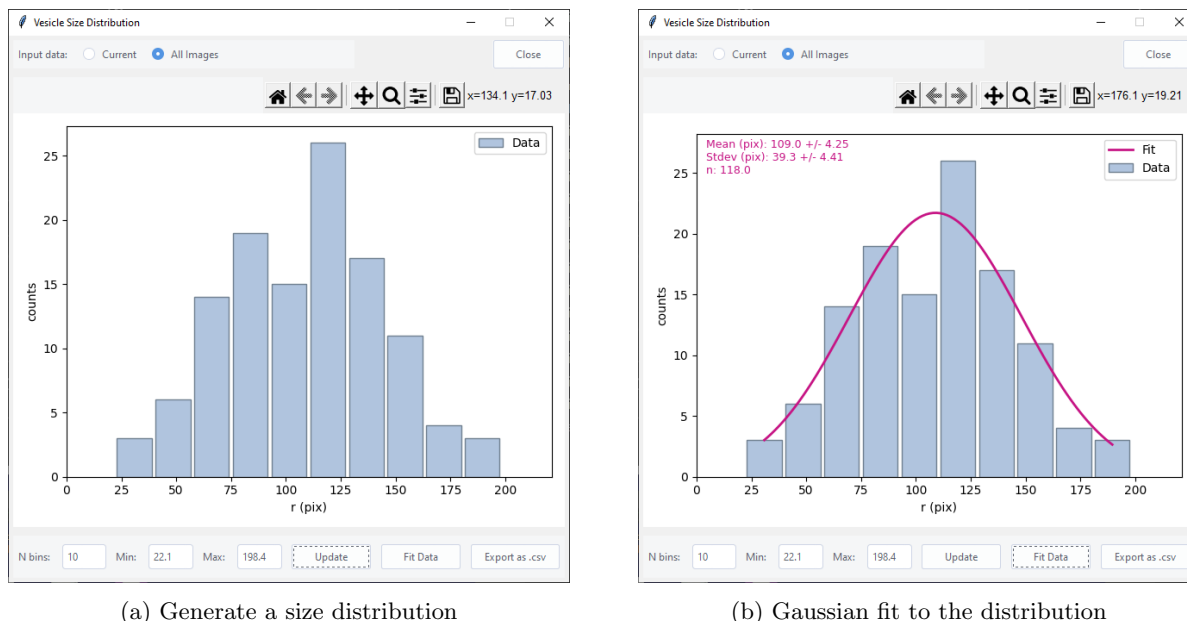 Vesicle Size Distribution
Input data: Current All Images Close
x=134.1 y=17.03
Data
25
20
15
10
5
0
counts
0 25 50 75 100 125 150 175 200
r (pix)
N bins: 10 Min: 22.1 Max: 198.4 Update Fit Data Export as .csv
(a) Generate a size distribution
Vesicle Size Distribution
Input data: Current All Images Close
x=176.1 y=19.21
Mean (pix): 109.0 +/- 4.25
Stdev (pix): 39.3 +/- 4.41
n: 118.0
Fit
Data
25
20
15
10
5
0
counts
0 25 50 75 100 125 150 175 200
r (pix)
N bins: 10 Min: 22.1 Max: 198.4 Update Fit Data Export as .csv
(b) Gaussian fit to the distribution